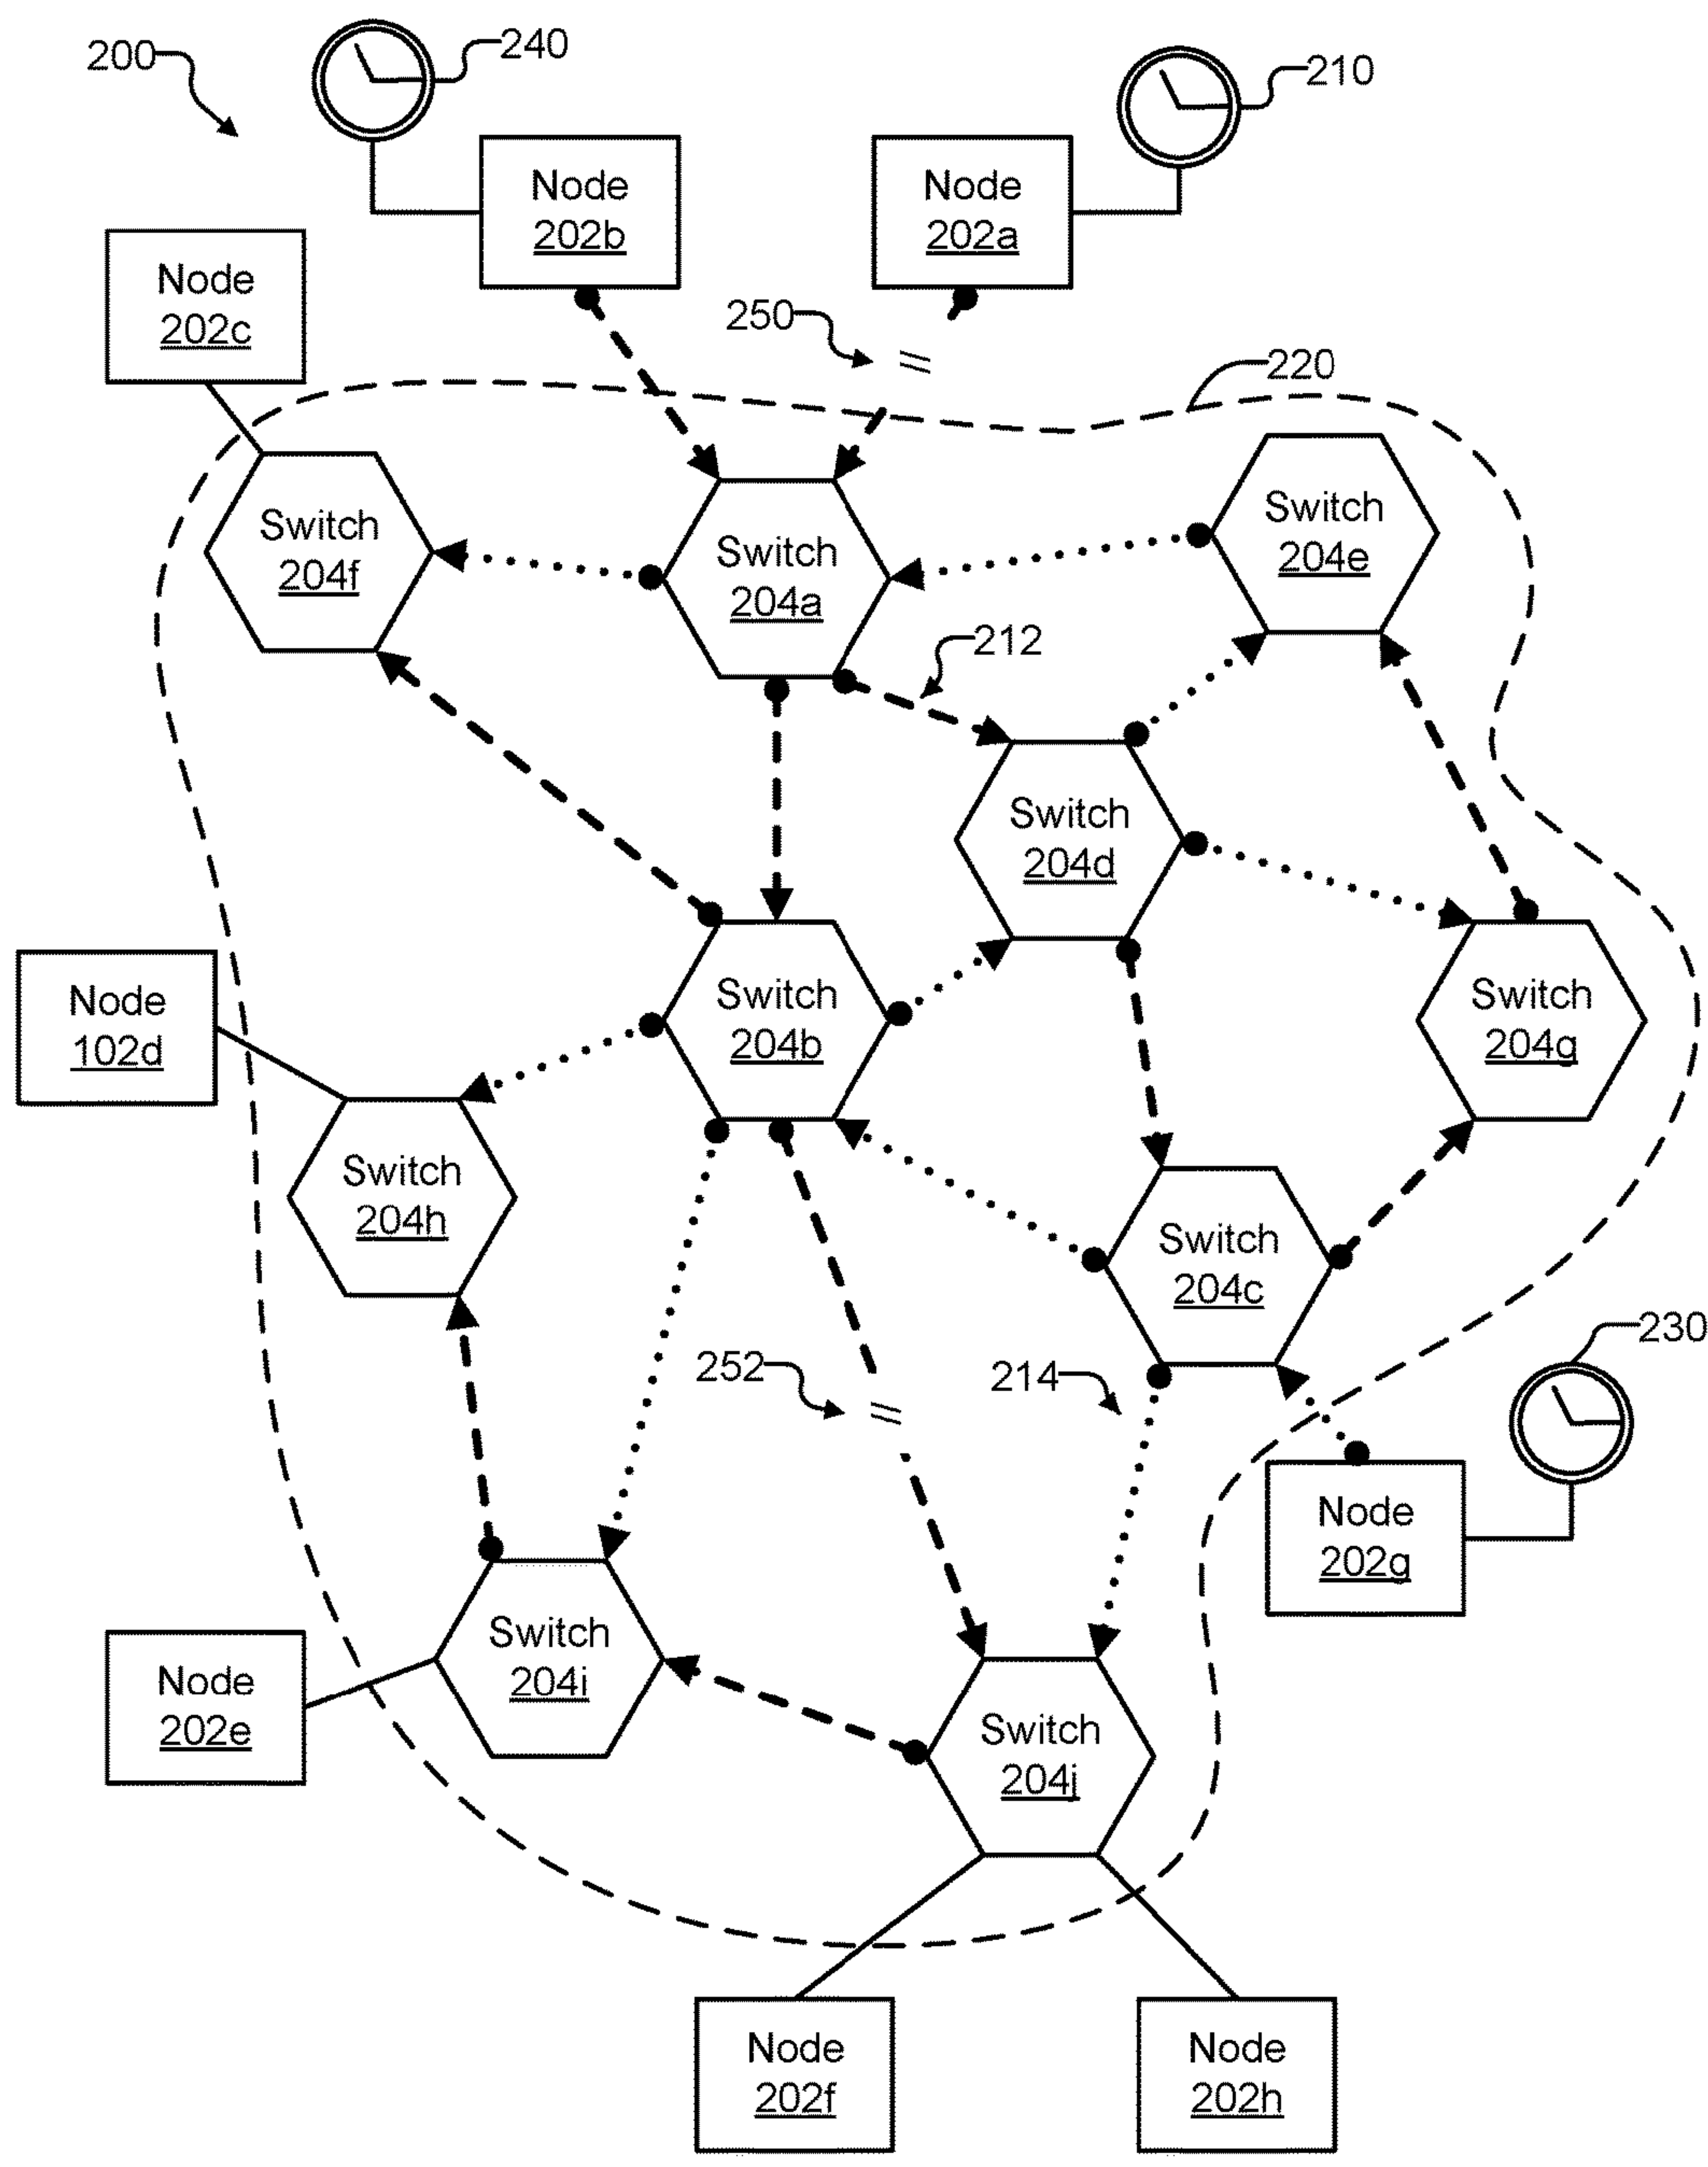 200
240
210
Node
202b
Node
202a
Node
202c
250
220
Switch
204f
Switch
204a
Switch
204e
212
Switch
204d
Node
102d
Switch
204b
Switch
204g
Switch
204h
Switch
204c
230
252
214
Node
202g
Switch
204i
Node
202e
Switch
204j
Node
202f
Node
202h